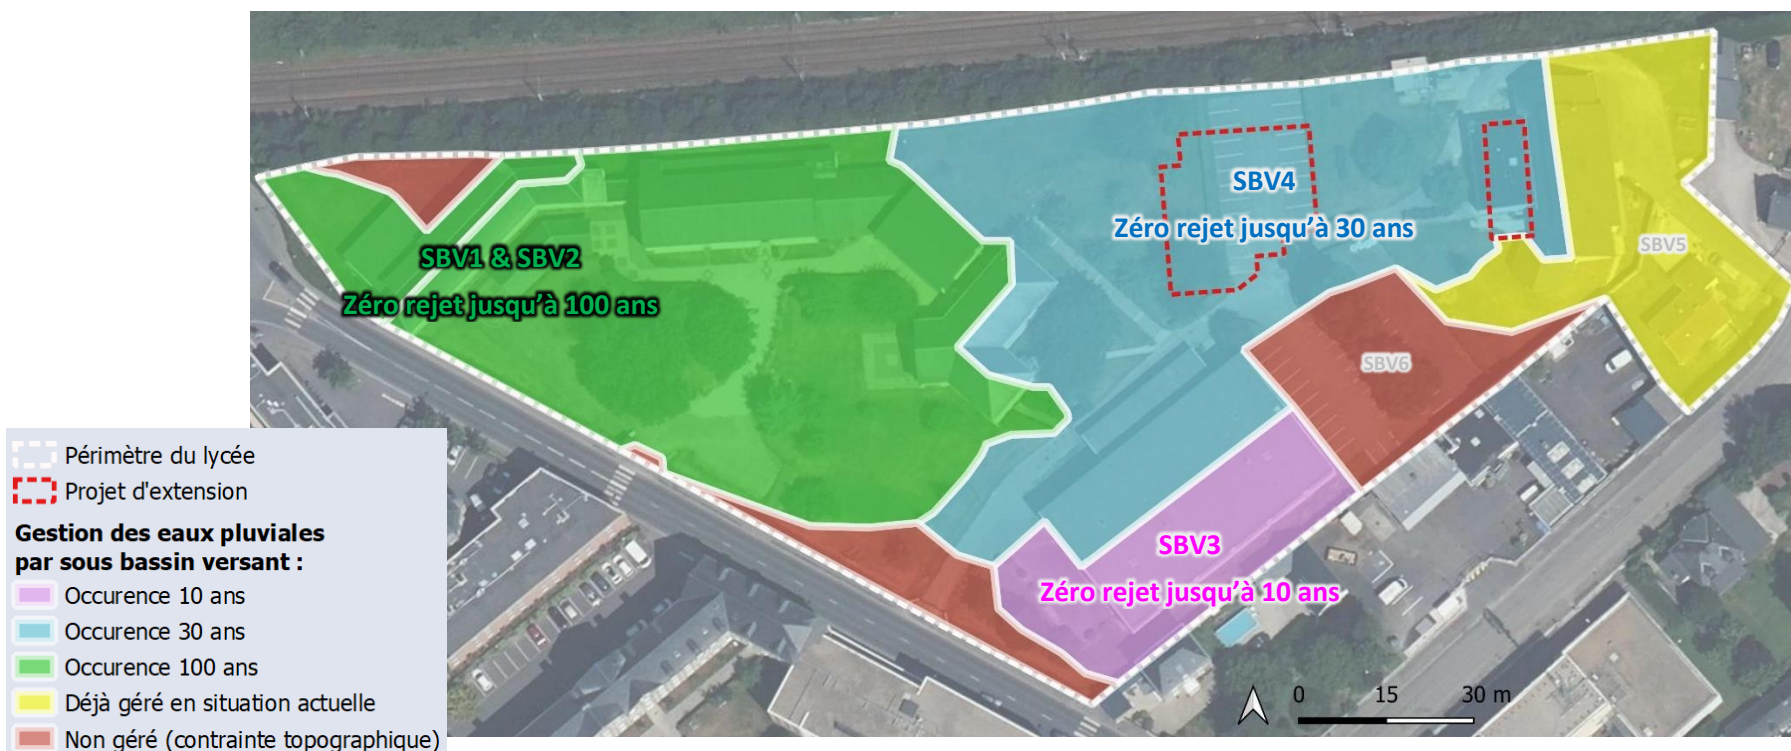 SBV1 & SBV2
Zéro rejet jusqu'à 100 ans
SBV4
Zéro rejet jusqu'à 30 ans
SBV5
SBV6
SBV3
Zéro rejet jusqu'à 10 ans
Périmètre du lycée
Projet d'extension
Gestion des eaux pluviales
par sous bassin versant :
Occurence 10 ans
Occurence 30 ans
Occurence 100 ans
Déjà géré en situation actuelle
Non géré (contrainte topographique)
0 15 30 m